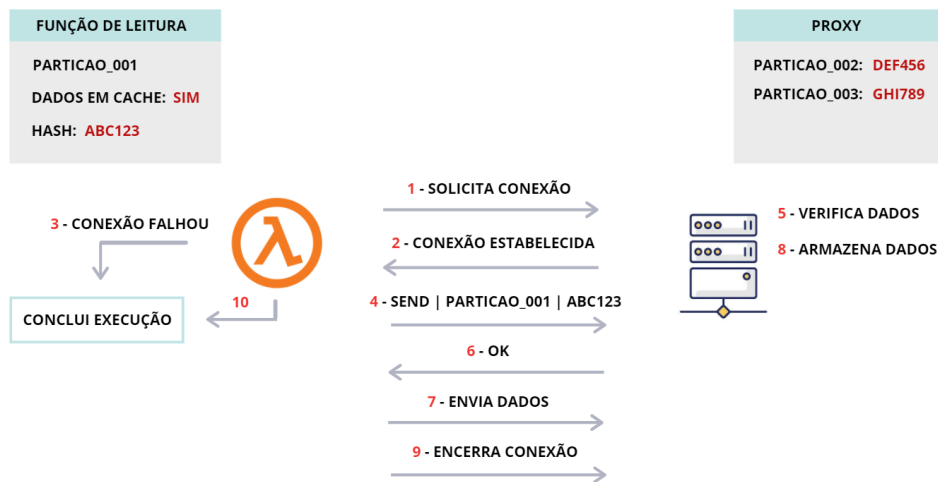 FUNÇÃO DE LEITURA
PARTICAO_001
DADOS EM CACHE: SIM
HASH: ABC123
PROXY
PARTICAO_002: DEF456
PARTICAO_003: GHI789
1 - SOLICITA CONEXÃO
2 - CONEXÃO ESTABELECIDA
3 - CONEXÃO FALHOU
4 - SEND | PARTICAO_001 | ABC123
5 - VERIFICA DADOS
6 - OK
7 - ENVIA DADOS
8 - ARMAZENA DADOS
9 - ENCERRA CONEXÃO
10
CONCLUI EXECUÇÃO